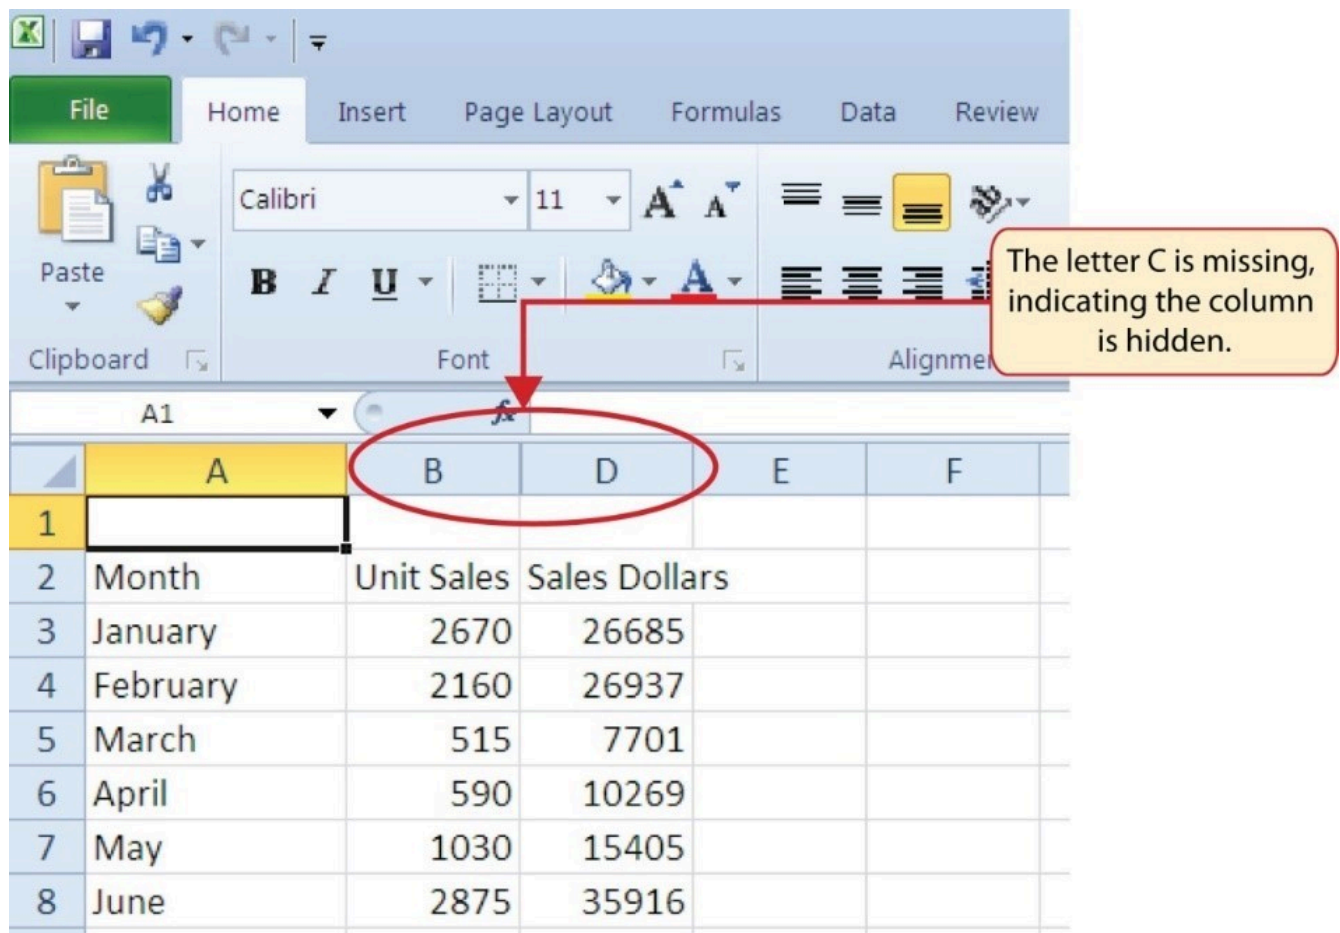 File Home Insert Page Layout Formulas Data Review
Calibri 11 A A
Paste B I U A
The letter C is missing,
indicating the column
is hidden.
Clipboard Font
A1 fx
A B D E F
1
2 Month Unit Sales Sales Dollars
3 January 2670 26685
4 February 2160 26937
5 March 515 7701
6 April 590 10269
7 May 1030 15405
8 June 2875 35916